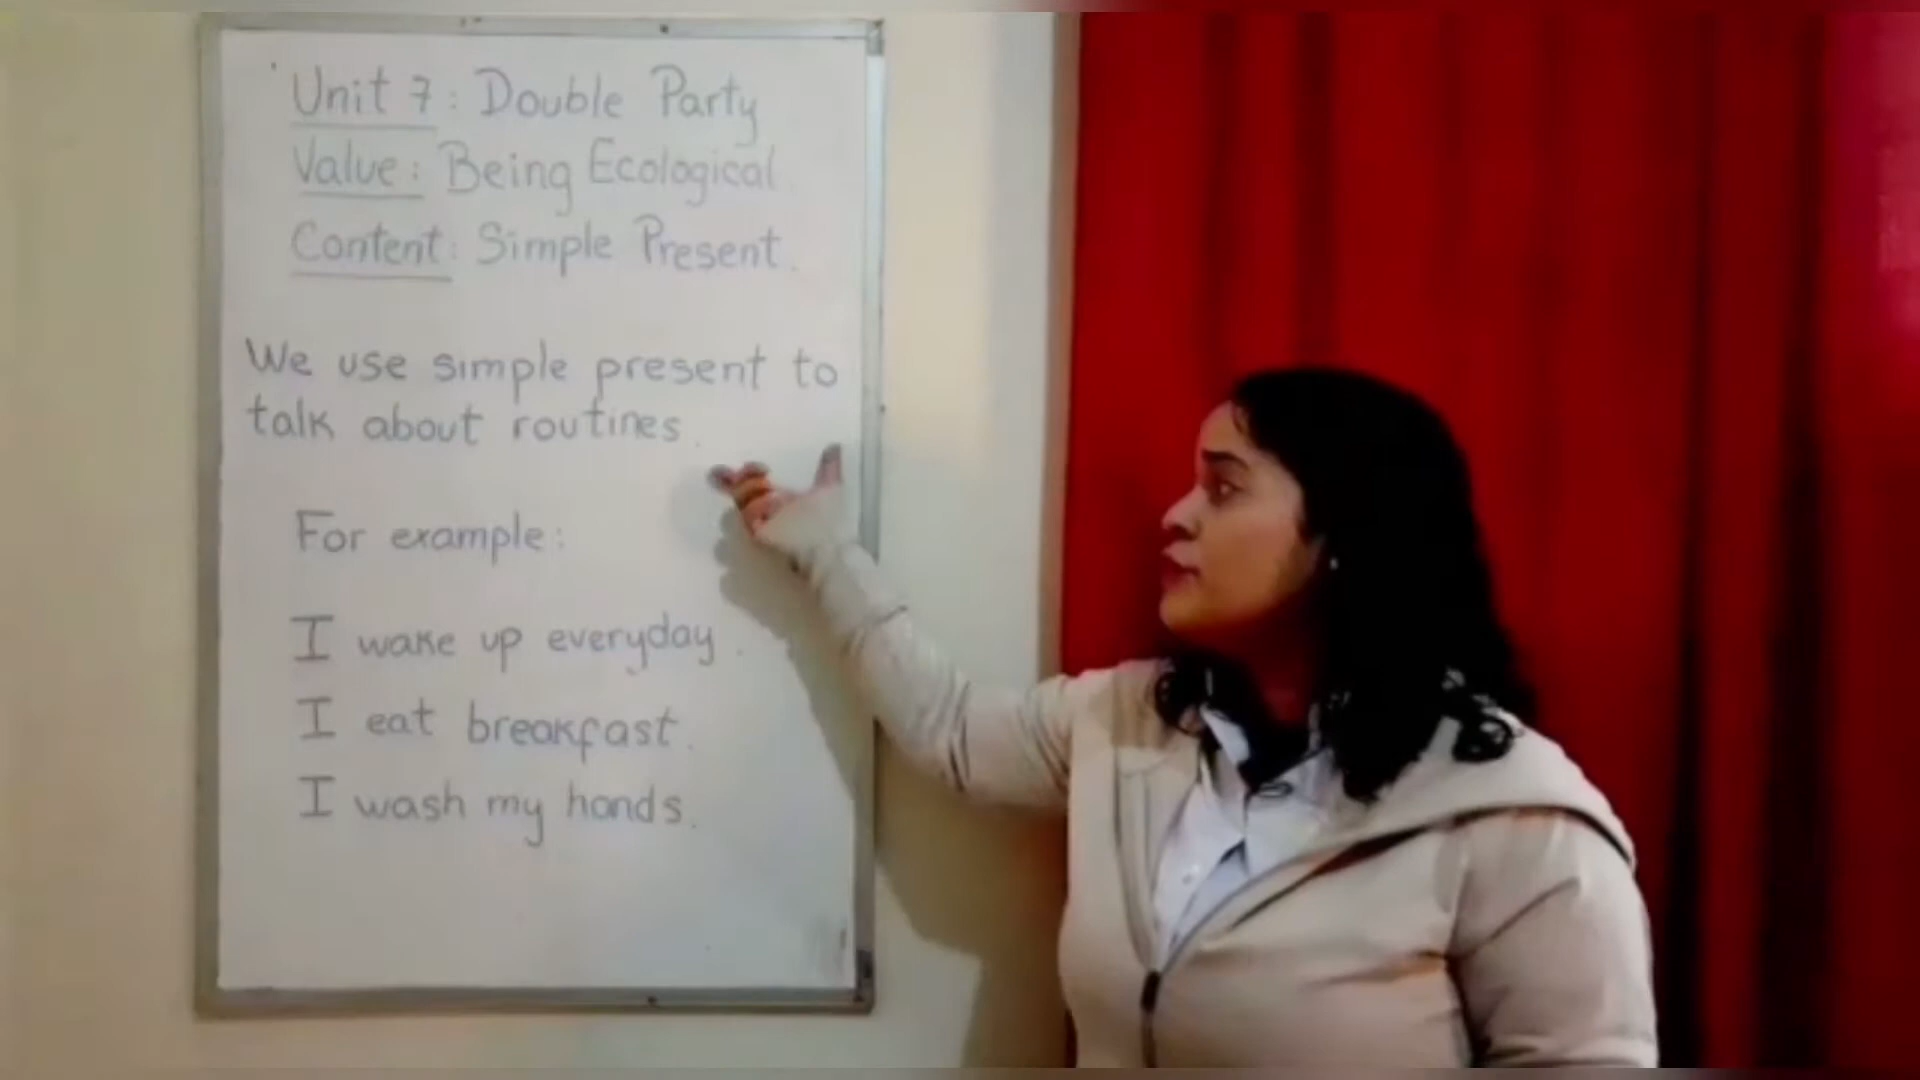 Unit 7: Double Party
Value: Being Ecological.
Content: Simple Present.
We use simple present to
talk about routines.
For example:
I wake up everyday.
I eat breakfast.
I wash my hands.